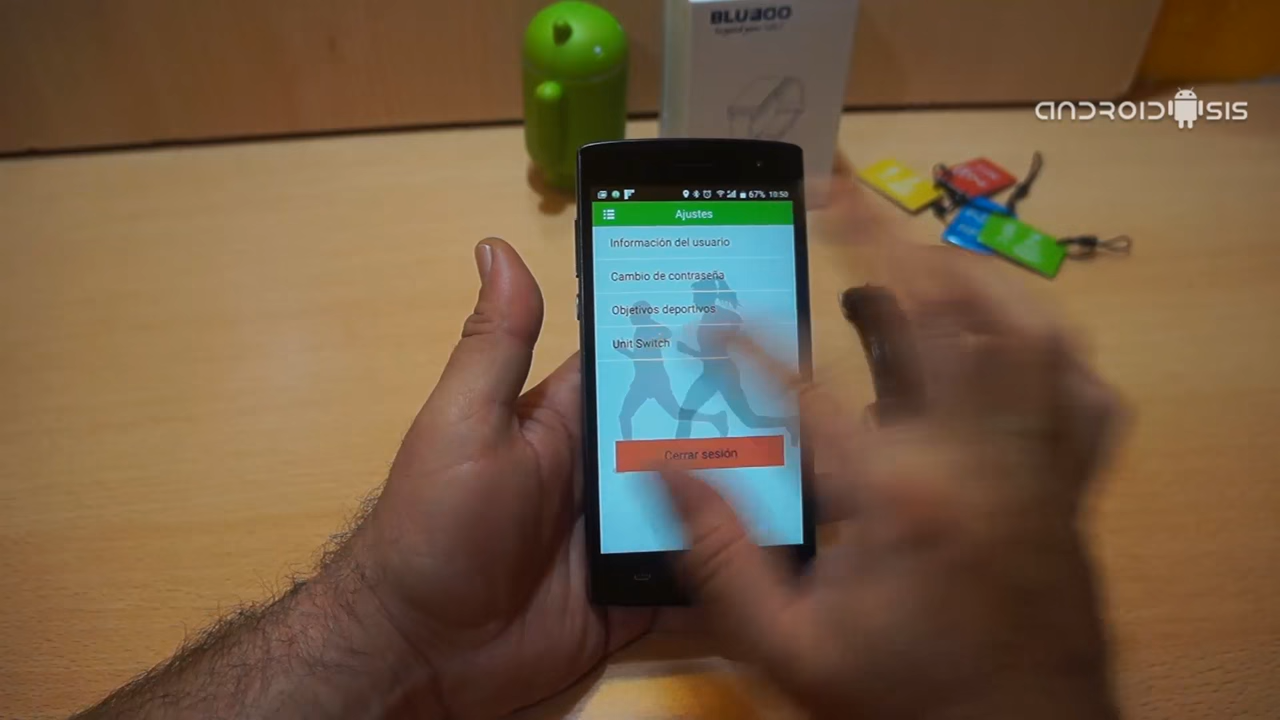 BLUBOO
ANDROIDSIS
67% 10:50
Ajustes
Información del usuario
Cambio de contraseña
Objetivos deportivos
Unit Switch
Cerrar sesión